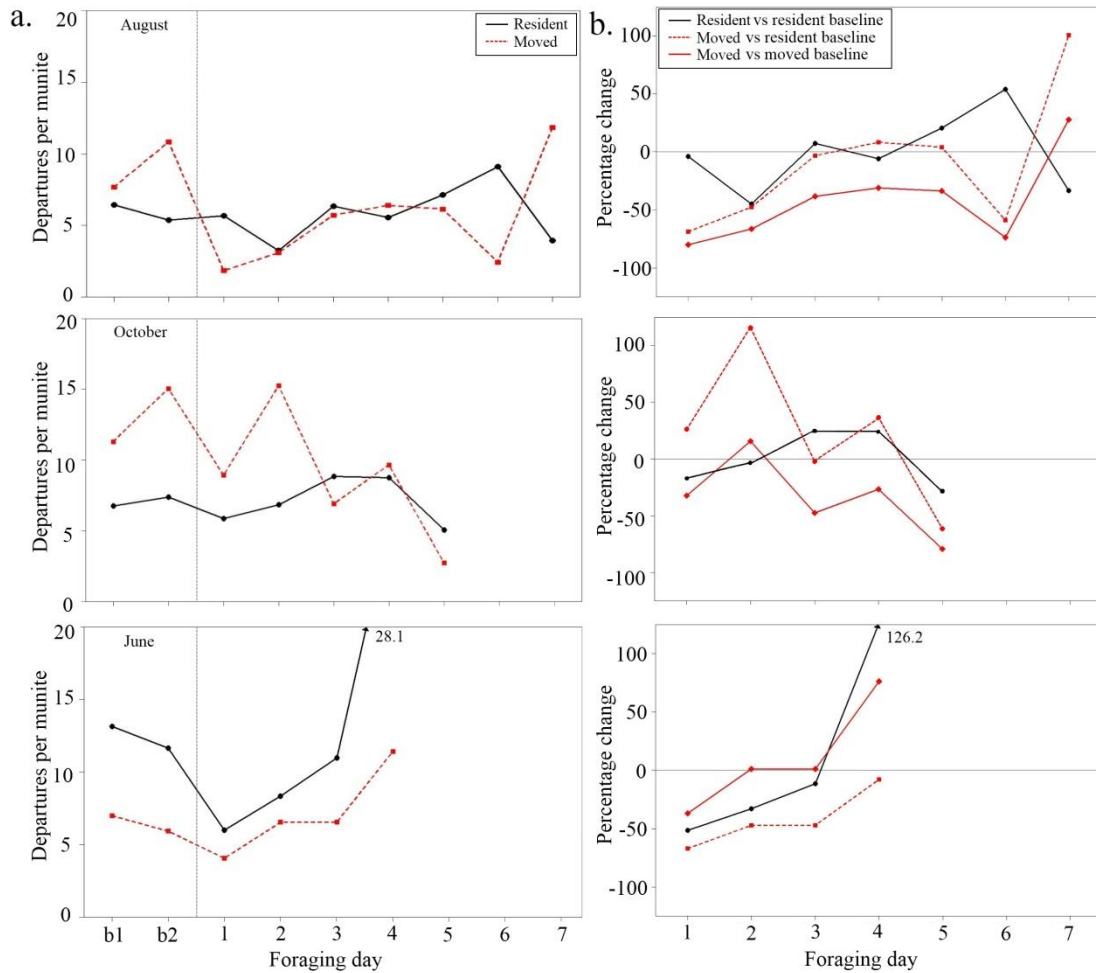 a.
August
Resident
Moved
Departures per munite
20
15
10
5
0
b.
Resident vs resident baseline
Moved vs resident baseline
Moved vs moved baseline
Percentage change
100
50
0
-50
-100
October
Departures per munite
20
15
10
5
0
Percentage change
100
50
0
-50
-100
June
28.1
Departures per munite
20
15
10
5
0
b1 b2 1 2 3 4 5 6 7
Foraging day
126.2
Percentage change
100
50
0
-50
-100
1 2 3 4 5 6 7
Foraging day